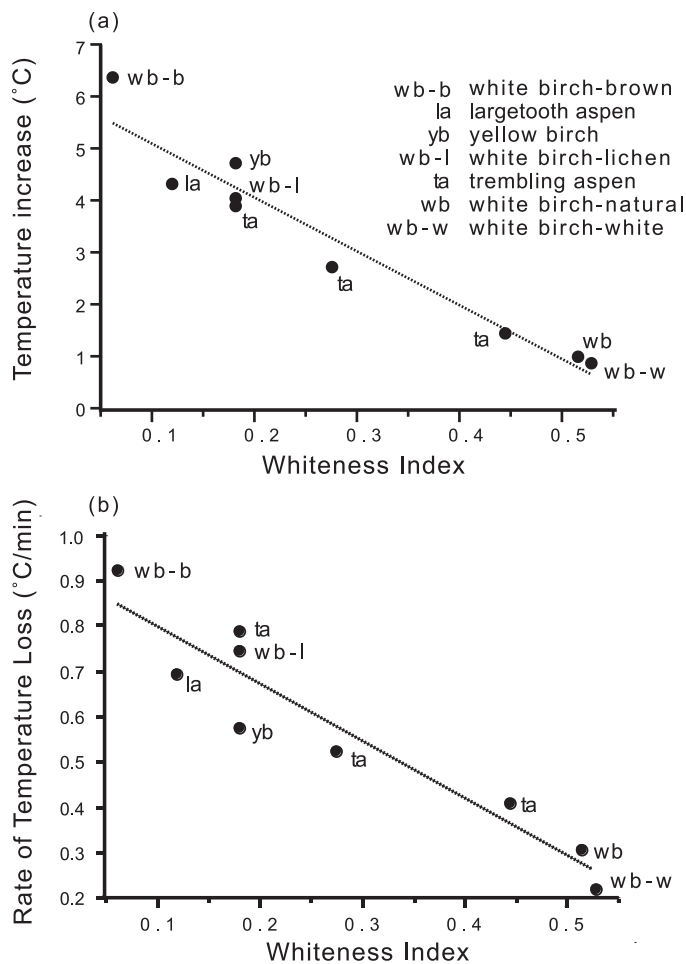 (a)
Temperature increase (˚C)
7
6
5
4
3
2
1
0
wb-b
la
yb
wb-l
ta
ta
ta
wb
wb-w
wb-b white birch-brown
la largetooth aspen
yb yellow birch
wb-l white birch-lichen
ta trembling aspen
wb white birch-natural
wb-w white birch-white
0.1 0.2 0.3 0.4 0.5
Whiteness Index
(b)
Rate of Temperature Loss (˚C/min)
1.0
0.9
0.8
0.7
0.6
0.5
0.4
0.3
0.2
wb-b
ta
wb-l
la
yb
ta
ta
wb
wb-w
0.1 0.2 0.3 0.4 0.5
Whiteness Index